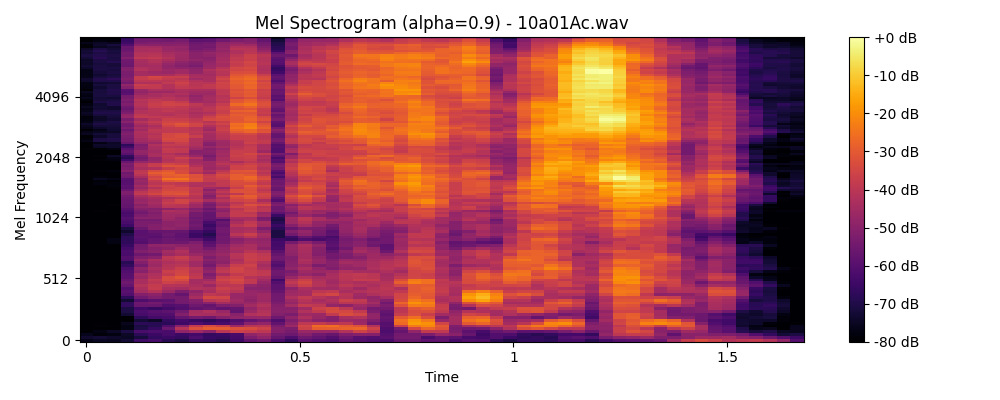 Mel Spectrogram (alpha=0.9) - 10a01Ac.wav
Mel Frequency
4096
2048
1024
512
0
0
0.5
1
1.5
Time
+0 dB
-10 dB
-20 dB
-30 dB
-40 dB
-50 dB
-60 dB
-70 dB
-80 dB